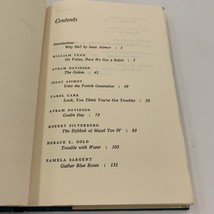 Contents
Introduction:
Why Me? by Isaac Asimov : 1
WILLIAM TENN
On Venus, Have We Got a Rabbi : 7
AVRAM DAVIDSON
The Golem : 41
ISAAC ASIMOV
Unto the Fourth Generation : 49
CAROL CARR
Look, You Think You've Got Troubles : 59
AVRAM DAVIDSON
Goslin Day : 73
ROBERT SILVERBERG
The Dybbuk of Mazel Tov IV : 83
HORACE L. GOLD
Trouble with Water : 105
PAMELA SARGENT
Gather Blue Roses : 131